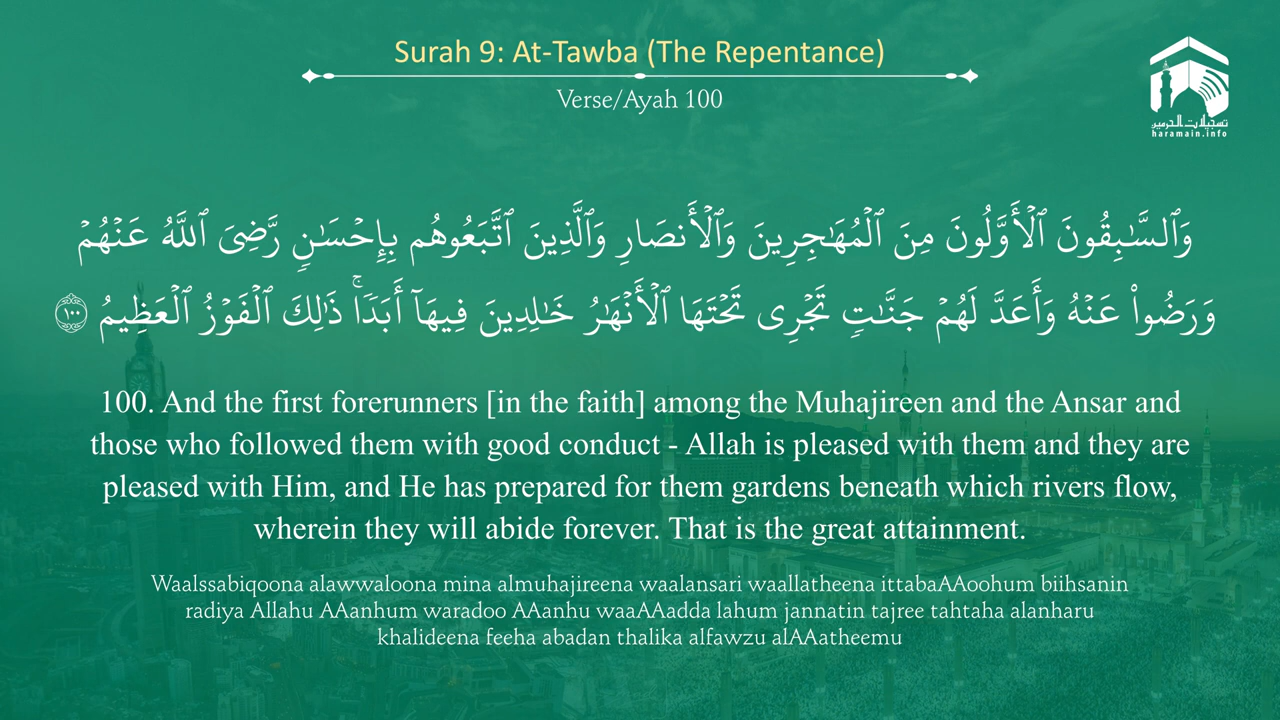 Surah 9: At-Tawba (The Repentance)
Verse/Ayah 100
تسجيلات الحرمين
haramain.info
وَٱلسَّـٰبِقُونَ ٱلْأَوَّلُونَ مِنَ ٱلْمُهَـٰجِرِينَ وَٱلْأَنصَارِ وَٱلَّذِينَ ٱتَّبَعُوهُم بِإِحْسَـٰنٍ رَّضِىَ ٱللَّهُ عَنْهُمْ
وَرَضُوا۟ عَنْهُ وَأَعَدَّ لَهُمْ جَنَّـٰتٍ تَجْرِى تَحْتَهَا ٱلْأَنْهَـٰرُ خَـٰلِدِينَ فِيهَآ أَبَدًا ۚ ذَٰلِكَ ٱلْفَوْزُ ٱلْعَظِيمُ ١٠٠
100. And the first forerunners [in the faith] among the Muhajireen and the Ansar and
those who followed them with good conduct - Allah is pleased with them and they are
pleased with Him, and He has prepared for them gardens beneath which rivers flow,
wherein they will abide forever. That is the great attainment.
Waalssabiqoona alawwaloona mina almuhajireena waalansari waallatheena ittabaAAoohum biihsanin
radiya Allahu AAanhum waradoo AAanhu waaAAadda lahum jannatin tajree tahtaha alanharu
khalideena feeha abadan thalika alfawzu alAAatheemu